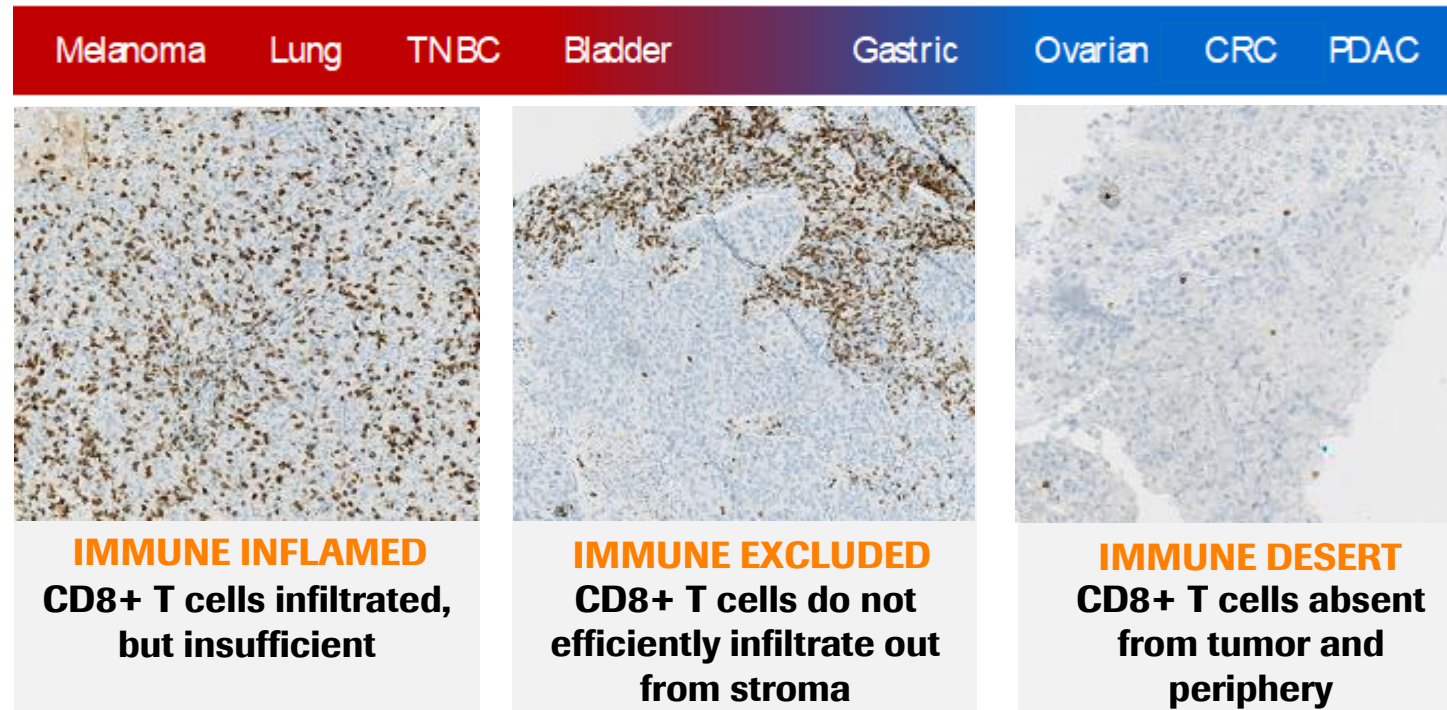 Melanoma Lung TNBC Bladder Gastric Ovarian CRC PDAC
IMMUNE INFLAMED
CD8+ T cells infiltrated,
but insufficient
IMMUNE EXCLUDED
CD8+ T cells do not
efficiently infiltrate out
from stroma
IMMUNE DESERT
CD8+ T cells absent
from tumor and
periphery